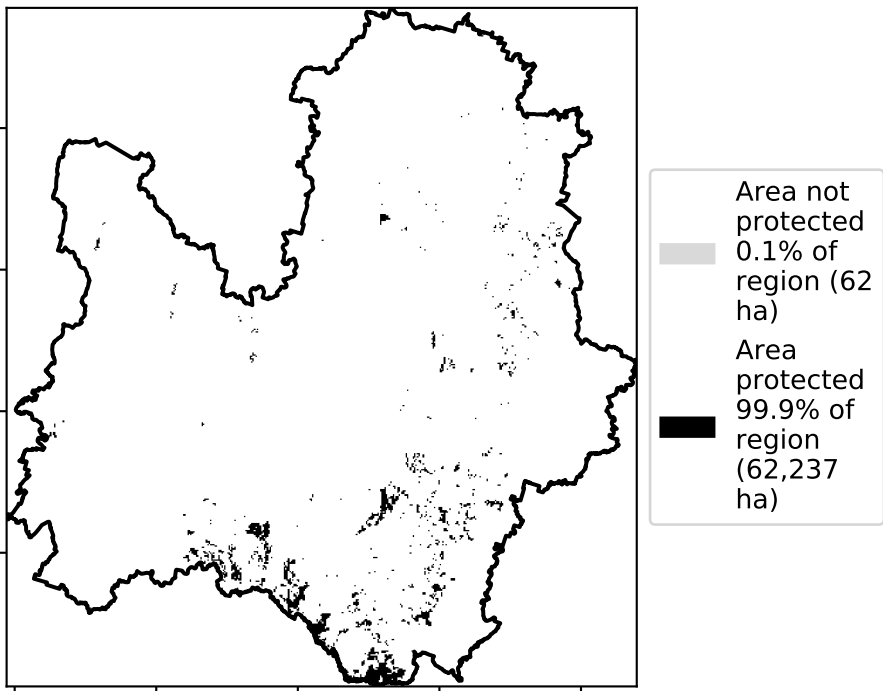 Area not
protected
0.1% of
region (62
ha)
Area
protected
99.9% of
region
(62,237
ha)